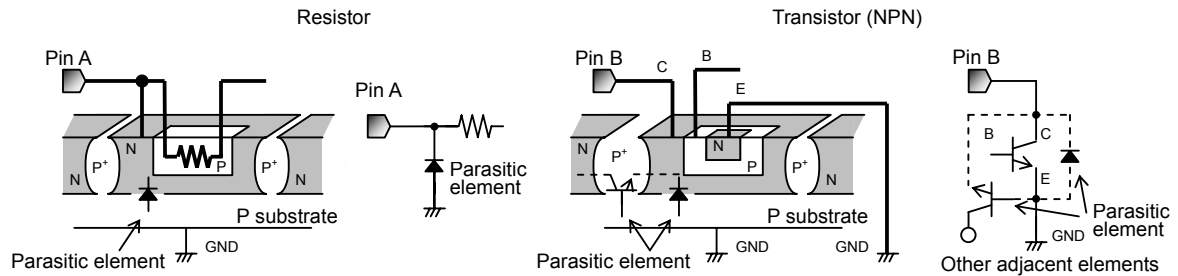 Resistor
Transistor (NPN)
Pin A
N
N
P+
P
P+
N
P substrate
Parasitic element
GND
Pin A
Parasitic
element
Pin B
C
B
E
N
P+
N
P
P+
N
P substrate
Parasitic element
GND
GND
Pin B
B
C
E
GND
Parasitic
element
Other adjacent elements